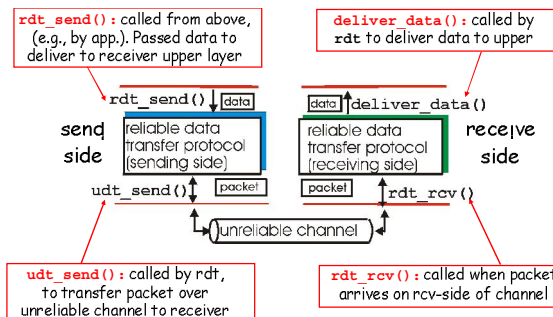 rdt_send(): called from above,
(e.g., by app.). Passed data to
deliver to receiver upper layer
deliver_data(): called by
rdt to deliver data to upper
rdt_send()
data
data
deliver_data()
send
side
reliable data
transfer protocol
(sending side)
reliable data
transfer protocol
(receiving side)
receive
side
udt_send()
packet
packet
rdt_rcv()
unreliable channel
udt_send(): called by rdt,
to transfer packet over
unreliable channel to receiver
rdt_rcv(): called when packet
arrives on rcv-side of channel